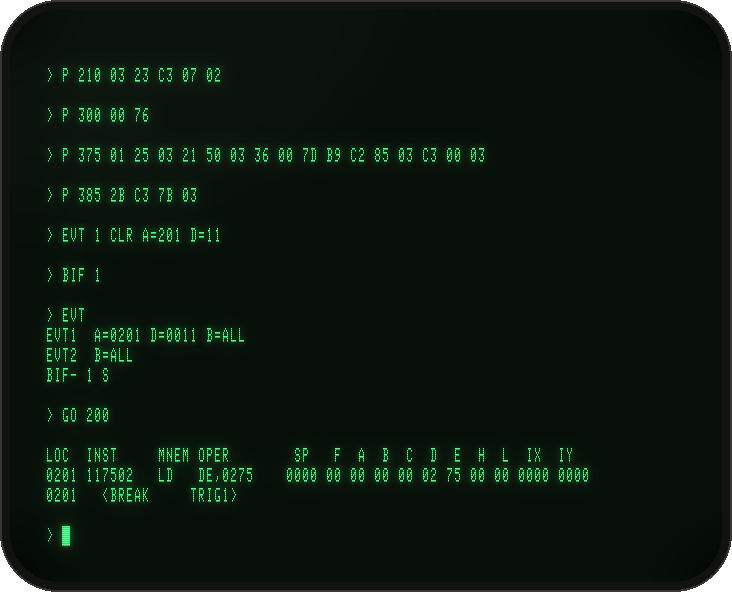 > P 210 03 23 C3 07 02
> P 300 00 76
> P 375 01 25 03 21 50 03 36 00 7D B9 C2 85 03 C3 00 03
> P 385 2B C3 7B 03
> EVT 1 CLR A=201 D=11
> BIF 1
> EVT
EVT1  A=0201 D=0011 B=ALL
EVT2  B=ALL
BIF- 1 S
> GO 200
LOC  INST     MNEM OPER        SP   F  A  B  C  D  E  H  L  IX  IY
0201 117502   LD   DE,0275    0000 00 00 00 00 02 75 00 00 0000 0000
0201   <BREAK     TRIG1>
>